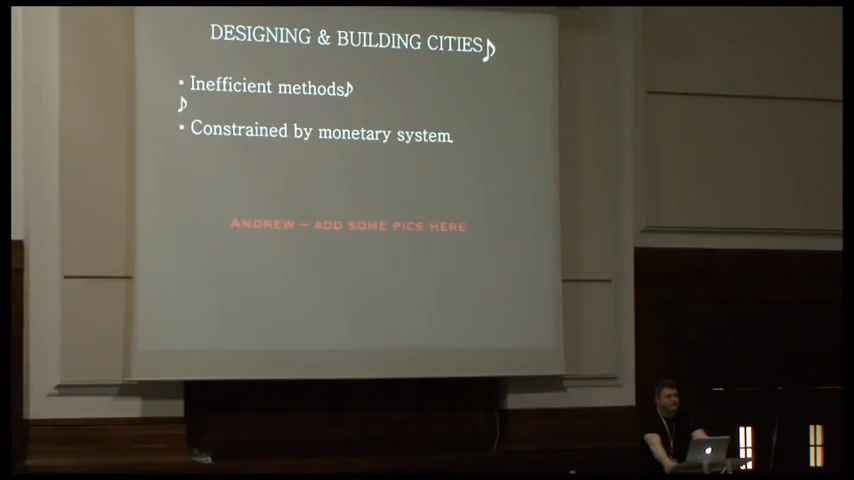 DESIGNING & BUILDING CITIES♪
• Inefficient methods♪
♪
• Constrained by monetary system.
ANDREW – ADD SOME PICS HERE